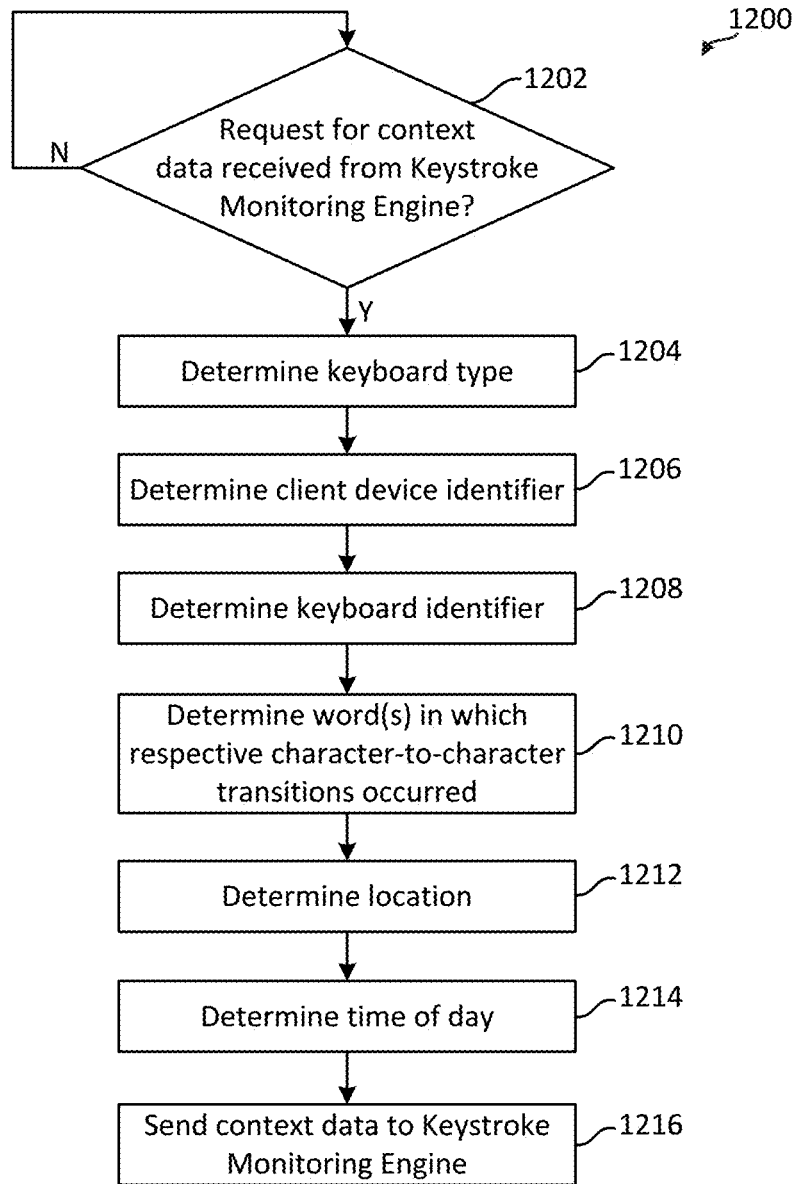 1200
1202
Request for context
data received from Keystroke
Monitoring Engine?
N
Y
Determine keyboard type
1204
Determine client device identifier
1206
Determine keyboard identifier
1208
Determine word(s) in which
respective character-to-character
transitions occurred
1210
Determine location
1212
Determine time of day
1214
Send context data to Keystroke
Monitoring Engine
1216